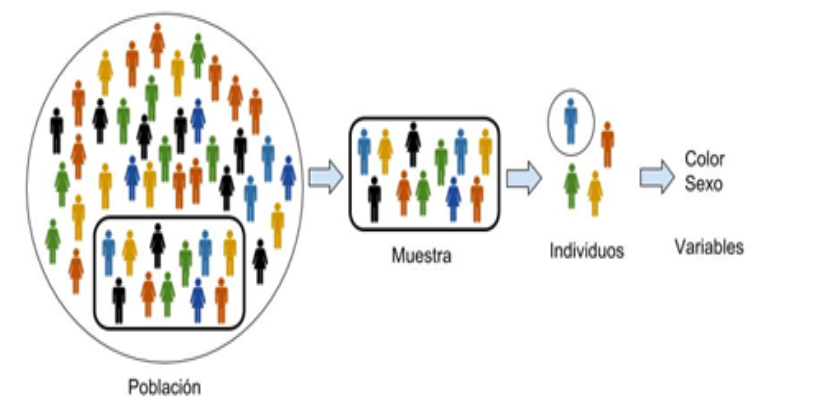 Color
Sexo
Muestra
Individuos
Variables
Población